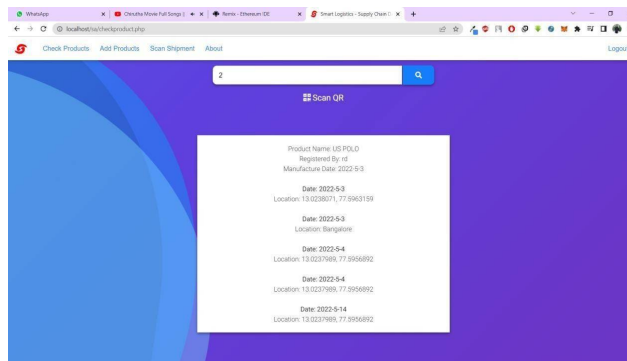 WhatsApp
Chirutha Movie Full Songs |
Remix - Ethereum IDE
Smart Logistics - Supply Chain
localhost/sa/checkproduct.php
Check Products
Add Products
Scan Shipment
About
Logout
2
Scan QR
Product Name: US POLO
Registered By: rd
Manufacture Date: 2022-5-3
Date: 2022-5-3
Location: 13.0238071, 77.5963159
Date: 2022-5-3
Location: Bangalore
Date: 2022-5-4
Location: 13.0237989, 77.5956892
Date: 2022-5-4
Location: 13.0237989, 77.5956892
Date: 2022-5-14
Location: 13.0237989, 77.5956892